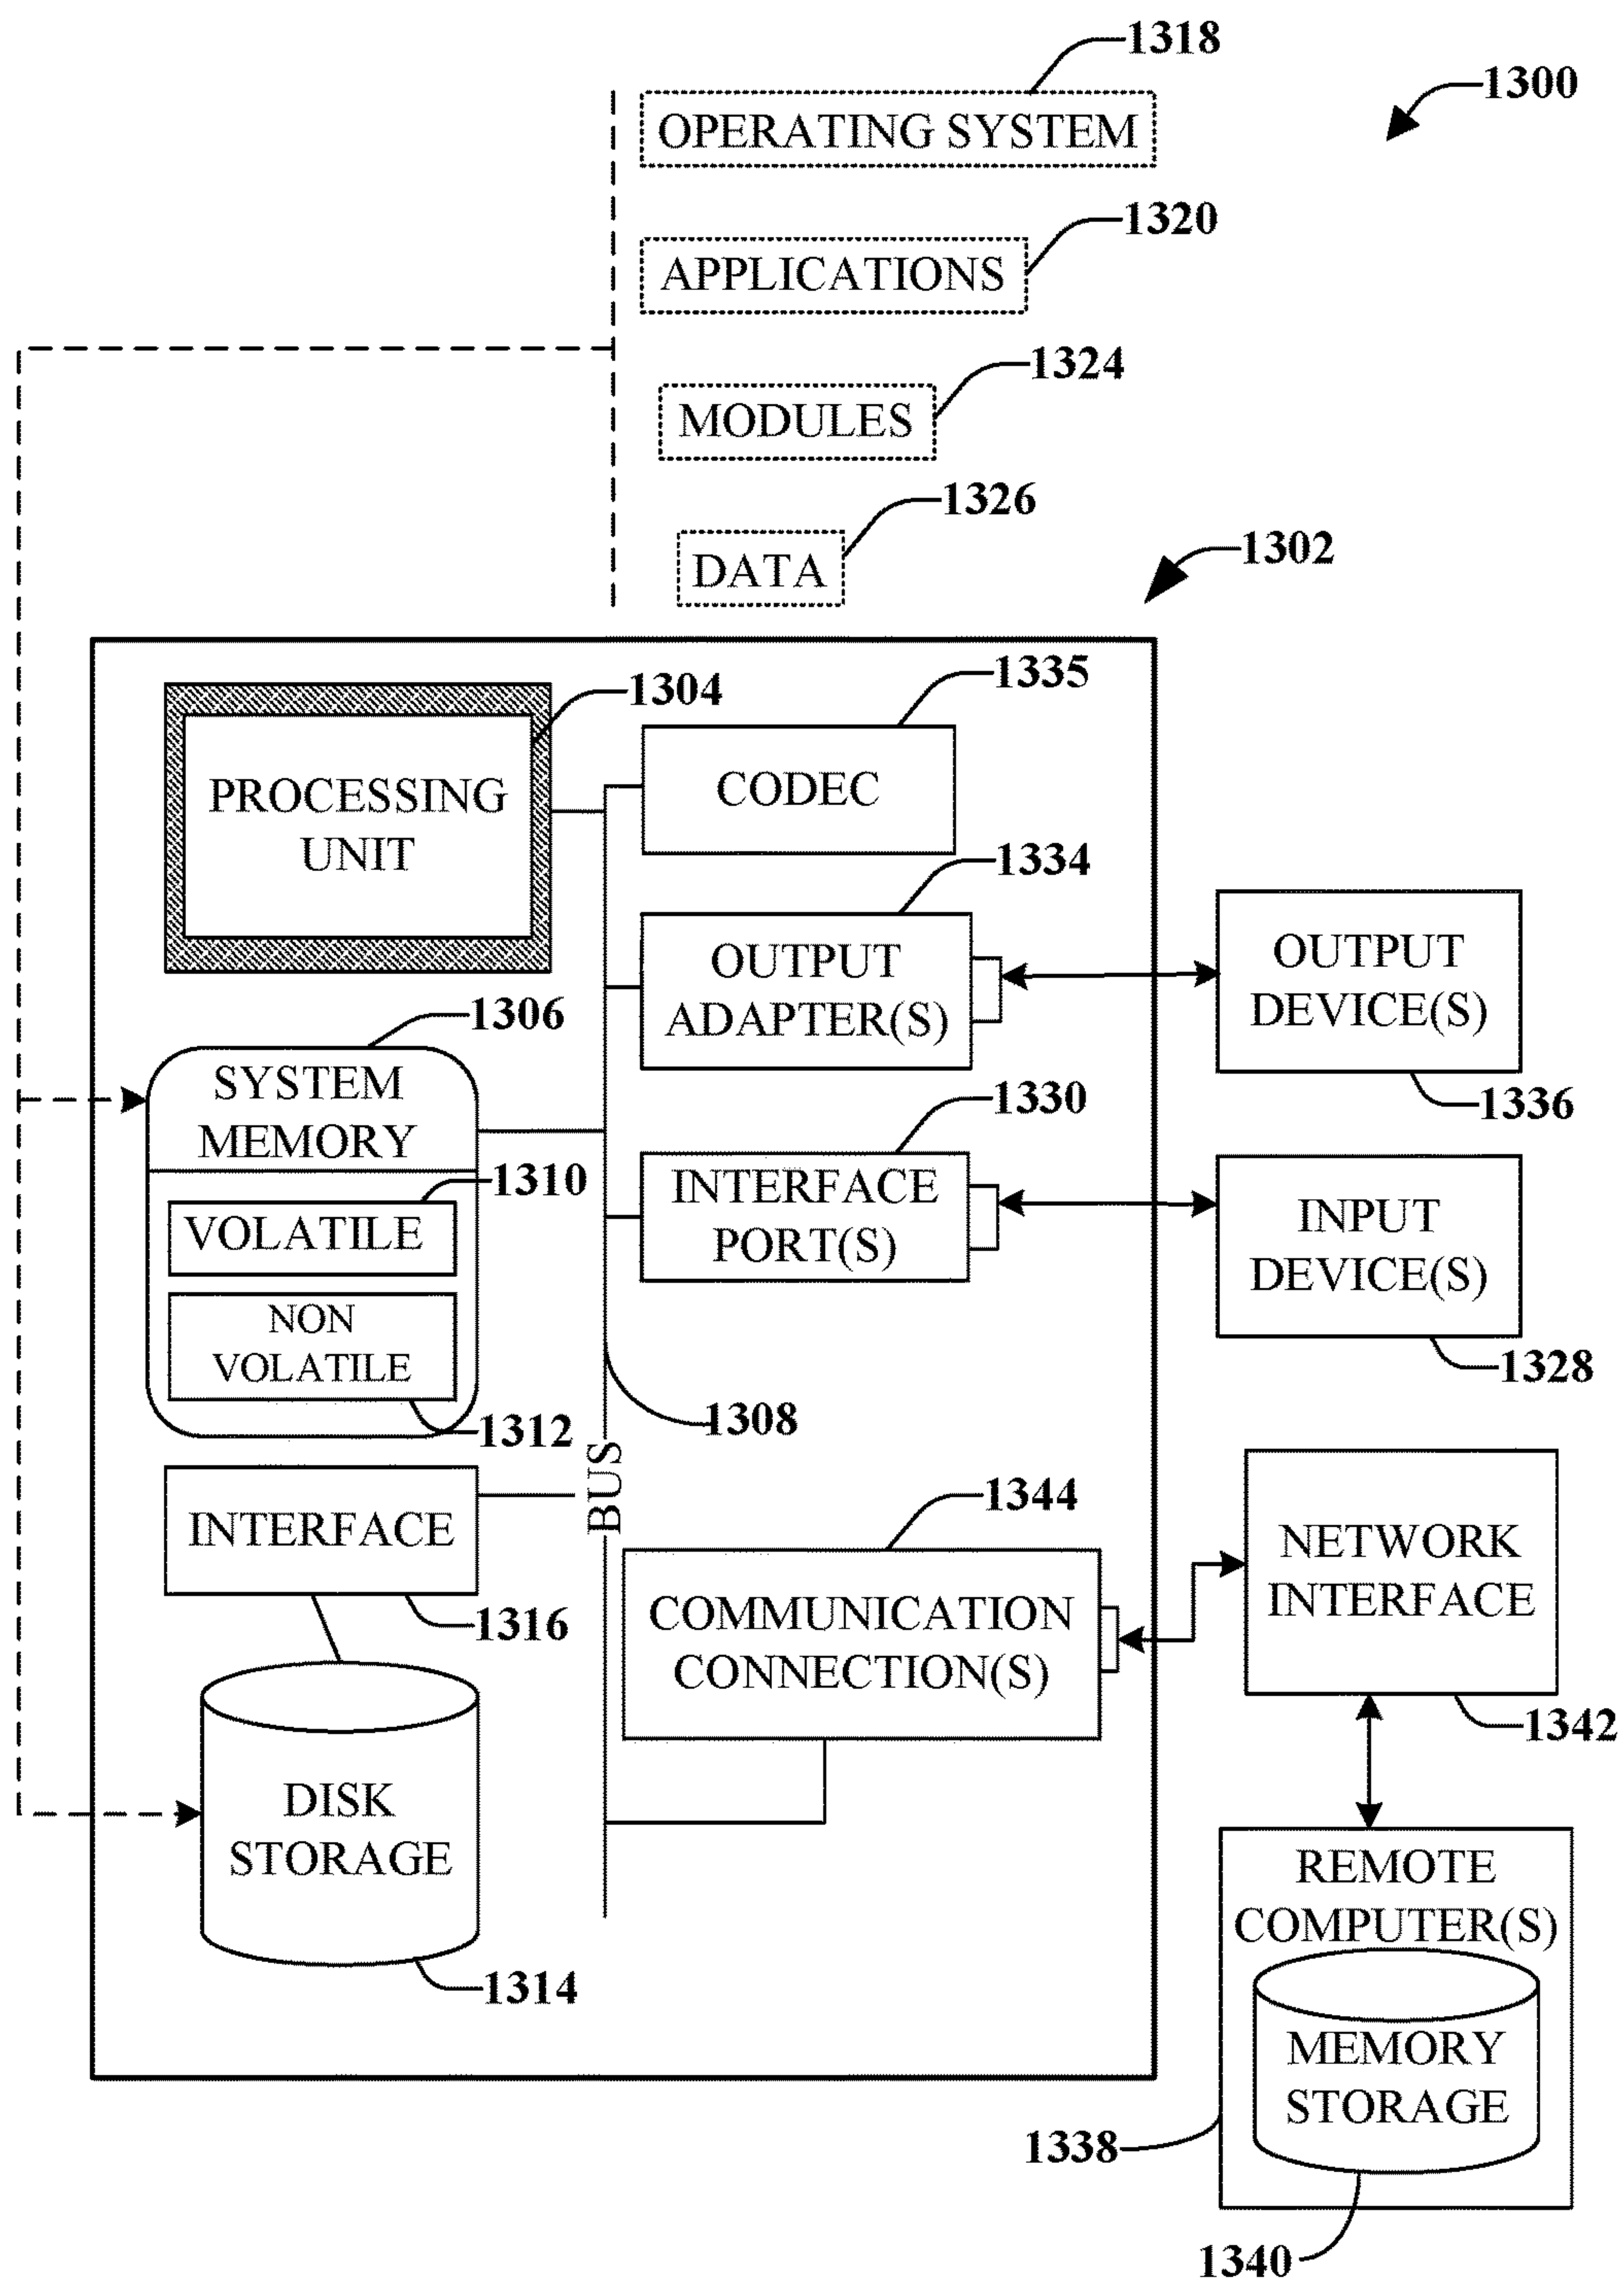 1318
1300
OPERATING SYSTEM
1320
APPLICATIONS
1324
MODULES
1326
DATA
1302
1335
1304
CODEC
PROCESSING
UNIT
1334
OUTPUT
ADAPTER(S)
OUTPUT
DEVICE(S)
1336
1306
SYSTEM
MEMORY
1330
1310
INTERFACE
PORT(S)
INPUT
DEVICE(S)
1328
VOLATILE
NON
VOLATILE
1312
1308
BUS
1344
INTERFACE
1316
COMMUNICATION
CONNECTION(S)
NETWORK
INTERFACE
1342
DISK
STORAGE
1314
REMOTE
COMPUTER(S)
MEMORY
STORAGE
1338
1340